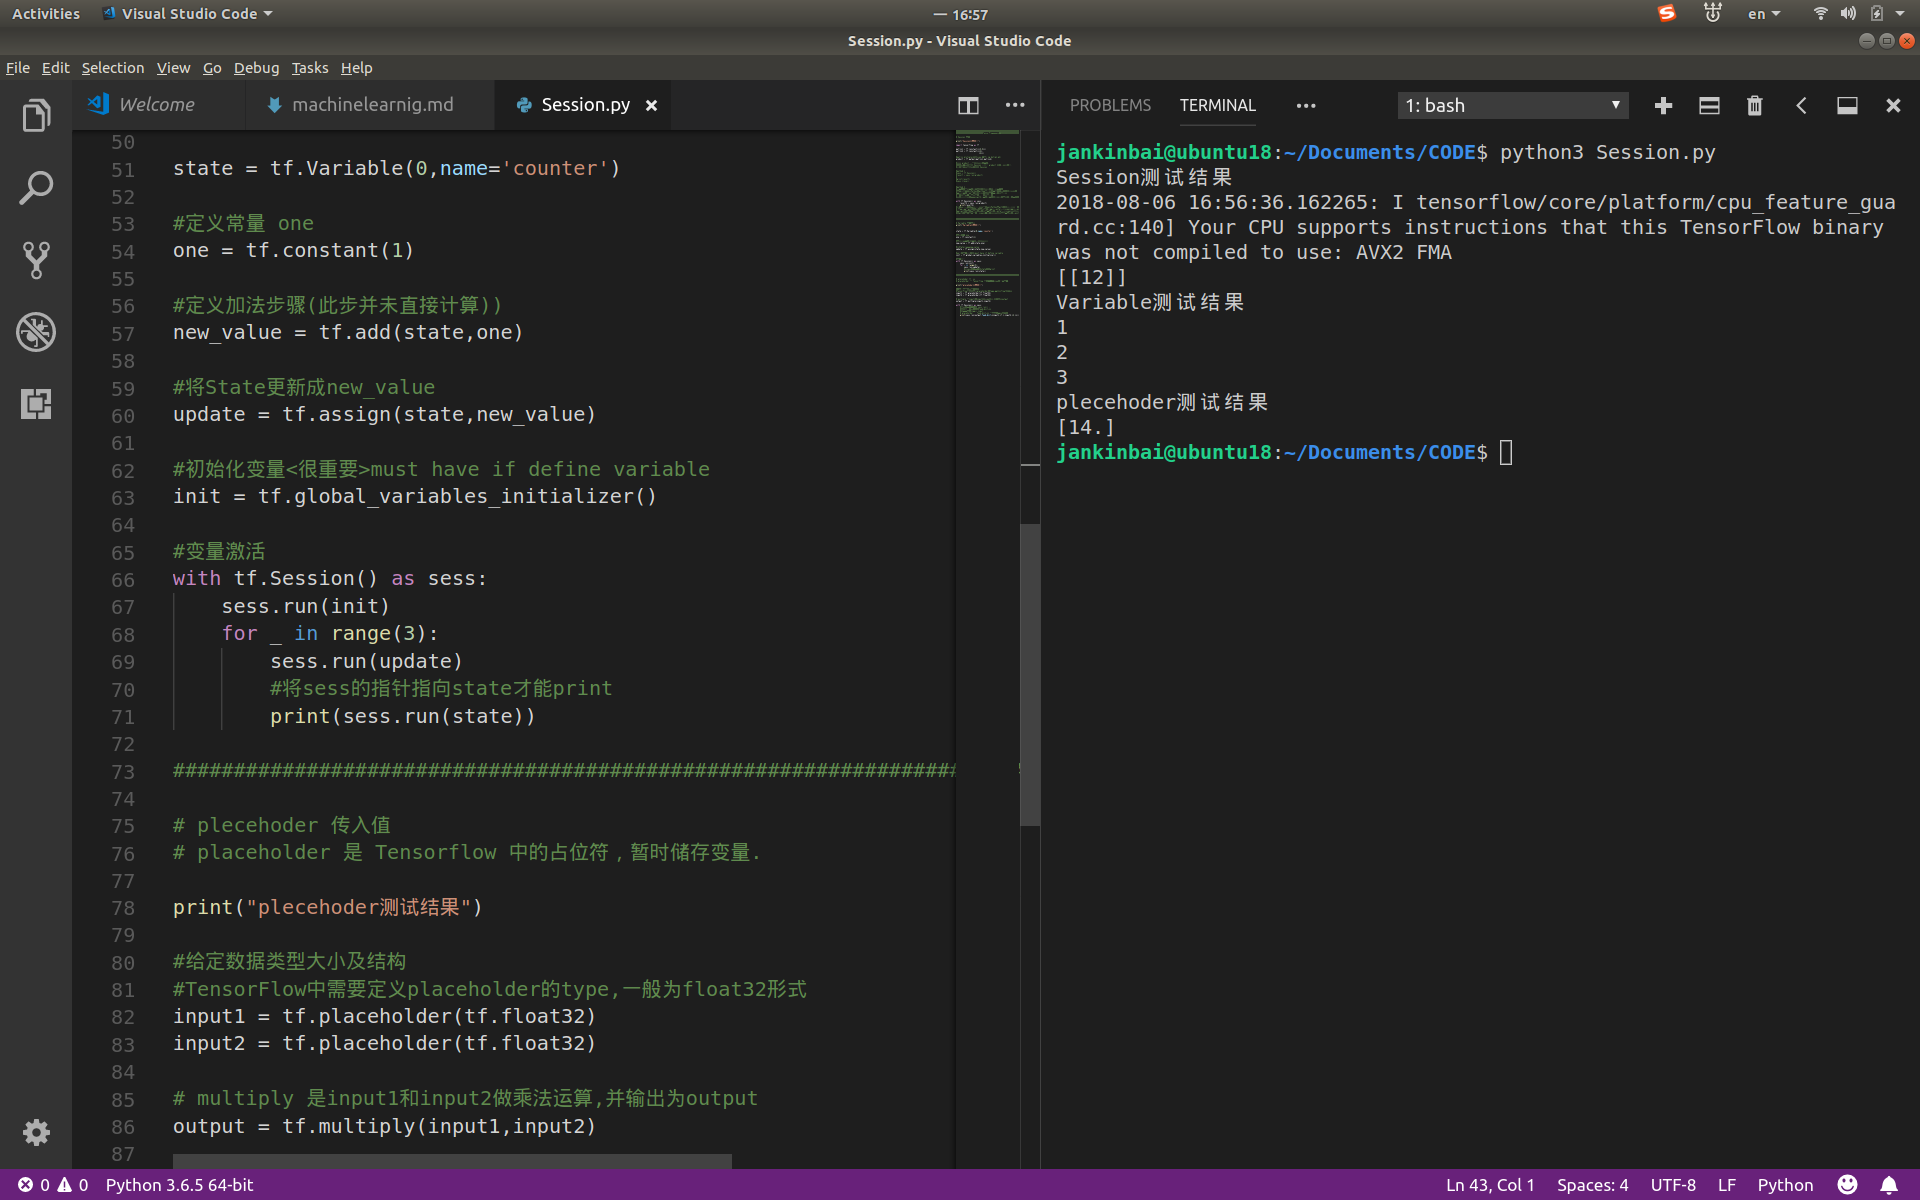 Activities Visual Studio Code 一 16:57 en
Session.py - Visual Studio Code
File Edit Selection View Go Debug Tasks Help
Welcome machinelearnig.md Session.py
50
51 state = tf.Variable(0,name='counter')
52
53 #定义常量 one
54 one = tf.constant(1)
55
56 #定义加法步骤(此步并未直接计算))
57 new_value = tf.add(state,one)
58
59 #将State更新成new_value
60 update = tf.assign(state,new_value)
61
62 #初始化变量<很重要>must have if define variable
63 init = tf.global_variables_initializer()
64
65 #变量激活
66 with tf.Session() as sess:
67 sess.run(init)
68 for _ in range(3):
69 sess.run(update)
70 #将sess的指针指向state才能print
71 print(sess.run(state))
72
73 #################################################################
74
75 # plecehoder 传入值
76 # placeholder 是 Tensorflow 中的占位符，暂时储存变量.
77
78 print("plecehoder测试结果")
79
80 #给定数据类型大小及结构
81 #TensorFlow中需要定义placeholder的type,一般为float32形式
82 input1 = tf.placeholder(tf.float32)
83 input2 = tf.placeholder(tf.float32)
84
85 # multiply 是input1和input2做乘法运算,并输出为output
86 output = tf.multiply(input1,input2)
87
PROBLEMS TERMINAL 1: bash
jankinbai@ubuntu18:~/Documents/CODE$ python3 Session.py
Session测试结果
2018-08-06 16:56:36.162265: I tensorflow/core/platform/cpu_feature_gua
rd.cc:140] Your CPU supports instructions that this TensorFlow binary
was not compiled to use: AVX2 FMA
[[12]]
Variable测试结果
1
2
3
plecehoder测试结果
[14.]
jankinbai@ubuntu18:~/Documents/CODE$
0 0 Python 3.6.5 64-bit Ln 43, Col 1 Spaces: 4 UTF-8 LF Python